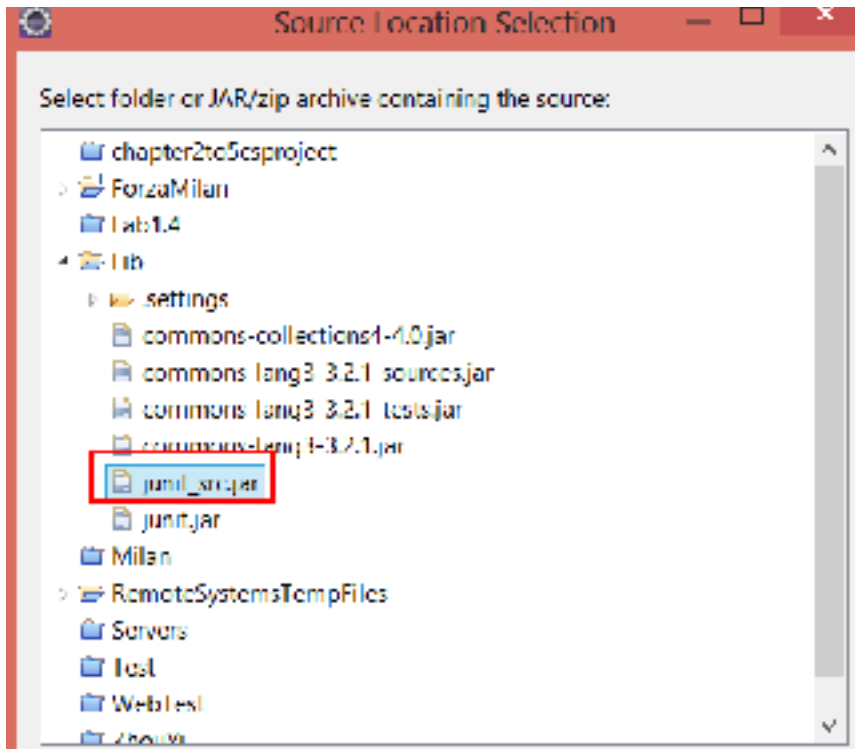 Source Location Selection
Select folder or JAR/zip archive containing the source:
chapter2to5csproject
ForzaMilan
Lab1.4
Lib
.settings
commons-collections4-4.0.jar
commons-lang3-3.2.1-sources.jar
commons-lang3-3.2.1-tests.jar
commons-lang3-3.2.1.jar
junit_src.jar
junit.jar
Milan
RemoteSystemsTempFiles
Servers
Test
WebTest
ZhouYi